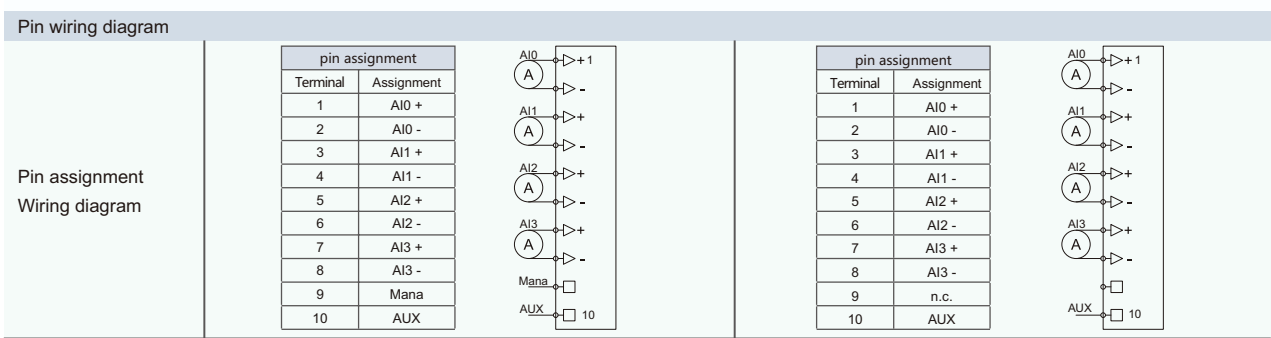 Pin wiring diagram
Pin assignment
Wiring diagram
pin assignment
Terminal Assignment
1 AI0 +
2 AI0 -
3 AI1 +
4 AI1 -
5 AI2 +
6 AI2 -
7 AI3 +
8 AI3 -
9 Mana
10 AUX
AI0
A
+ 1
-
AI1
A
+
-
AI2
A
+
-
AI3
A
+
-
Mana
AUX 10
pin assignment
Terminal Assignment
1 AI0 +
2 AI0 -
3 AI1 +
4 AI1 -
5 AI2 +
6 AI2 -
7 AI3 +
8 AI3 -
9 n.c.
10 AUX
AI0
A
+ 1
-
AI1
A
+
-
AI2
A
+
-
AI3
A
+
-
AUX 10